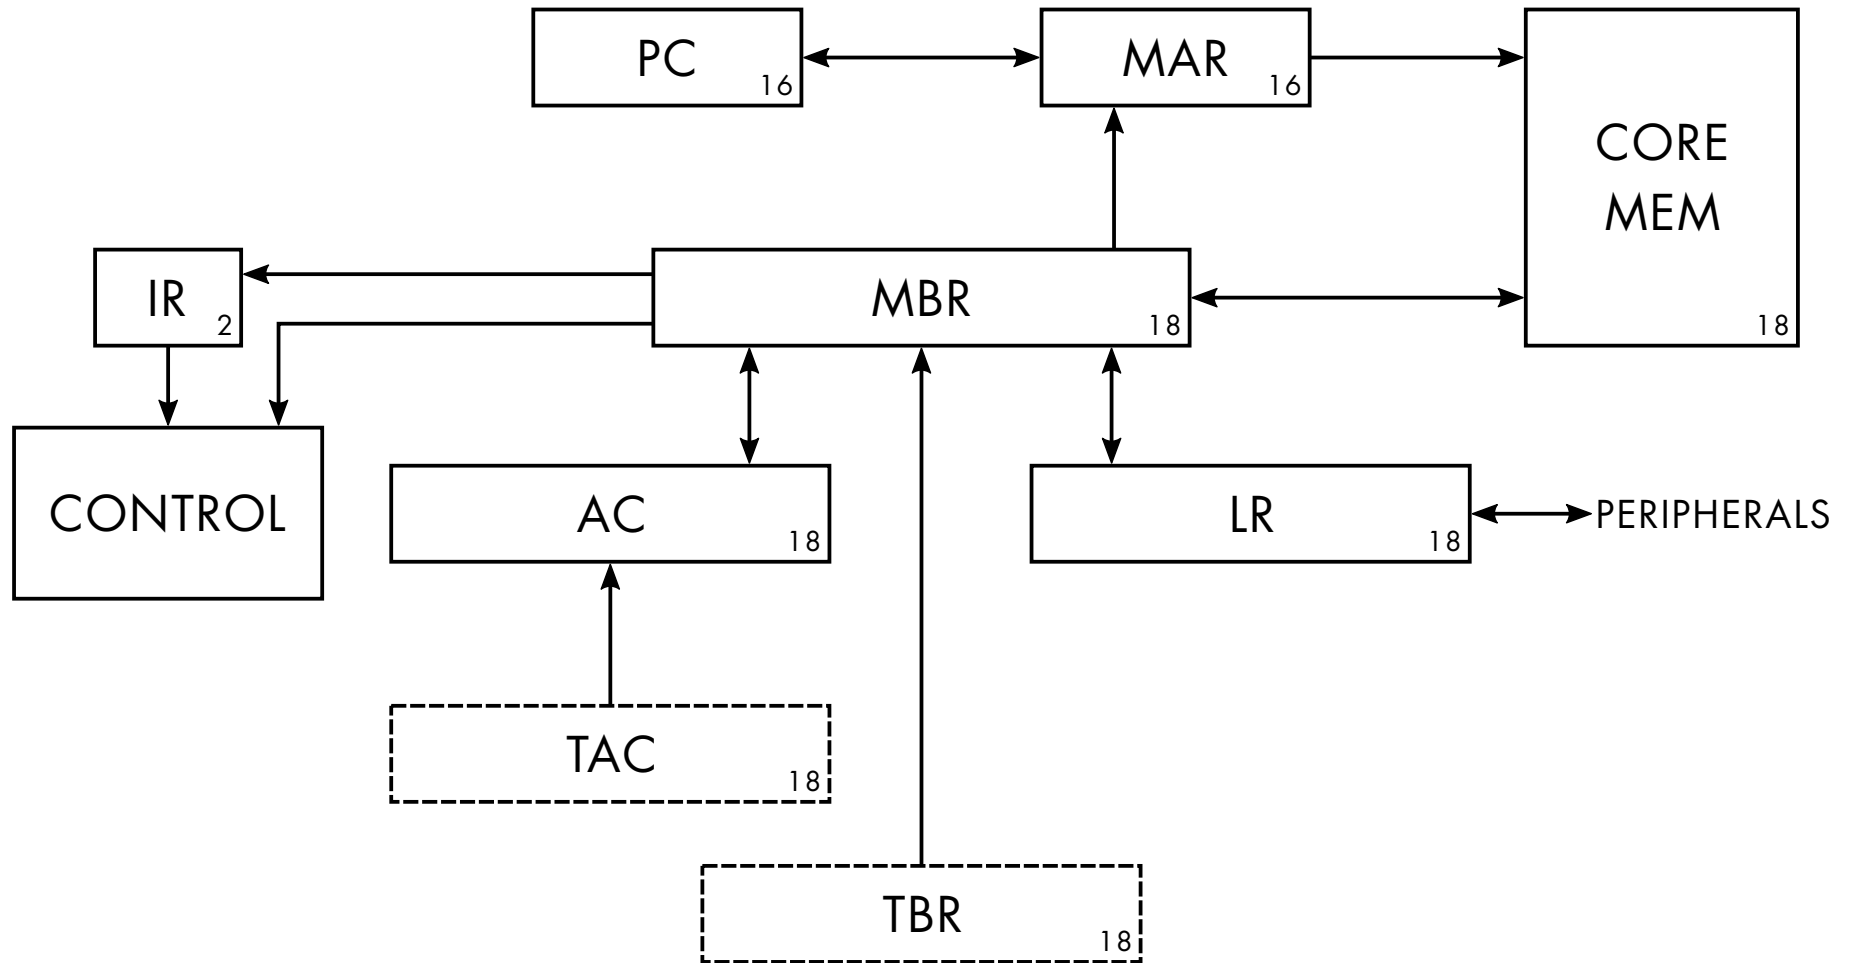 PC
16
MAR
16
CORE
MEM
18
IR
2
MBR
18
CONTROL
AC
18
LR
18
PERIPHERALS
TAC
18
TBR
18